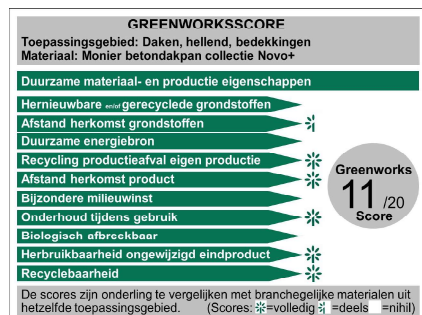 GREENWORKSSCORE
Toepassingsgebied: Daken, hellend, bedekkingen
Materiaal: Monier betondakpan collectie Novo+
Duurzame materiaal- en productie eigenschappen
Hernieuwbare en/of gerecyclede grondstoffen
Afstand herkomst grondstoffen
Duurzame energiebron
Recycling productieafval eigen productie
Afstand herkomst product
Bijzondere milieuwinst
Onderhoud tijdens gebruik
Biologisch afbreekbaar
Herbruikbaarheid ongewijzigd eindproduct
Recyclebaarheid
Greenworks
11 /20
Score
De scores zijn onderling te vergelijken met branchegelijke materialen uit
hetzelfde toepassingsgebied. (Scores: =volledig =deels =nihil)